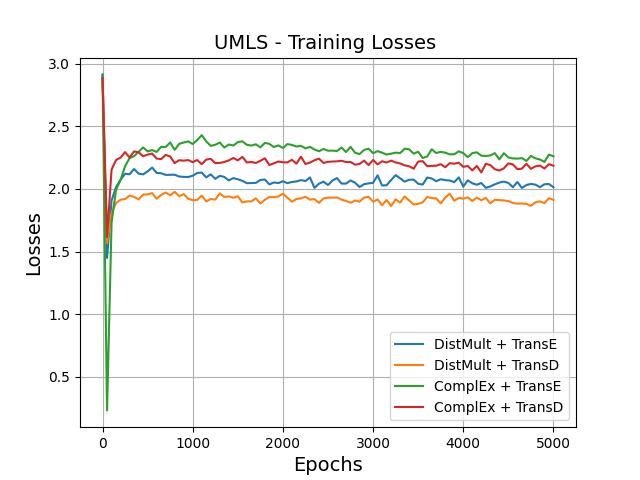 UMLS - Training Losses
3.0
2.5
2.0
1.5
1.0
0.5
Losses
0
1000
2000
3000
4000
5000
Epochs
DistMult + TransE
DistMult + TransD
ComplEx + TransE
ComplEx + TransD